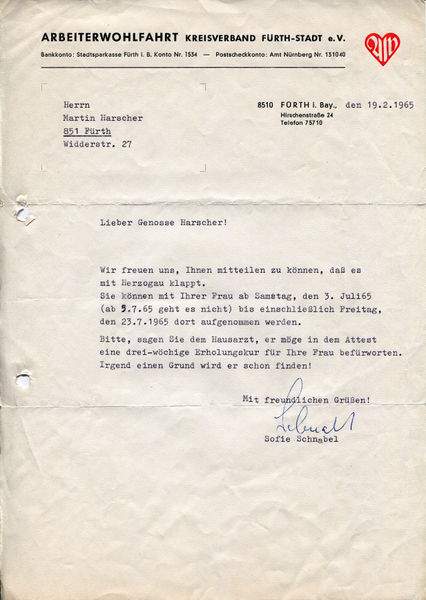 ARBEITERWOHLFAHRT KREISVERBAND FÜRTH-STADT e.V.
Bankkonto: Stadtsparkasse Fürth i. B. Konto Nr. 1534 — Postscheckkonto: Amt Nürnberg Nr. 131040
AW
8510 FÜRTH i. Bay., den 19.2.1965
Hirschenstraße 24
Telefon 75710
Herrn
Martin Harscher
851 Fürth
Widderstr. 27
Lieber Genosse Harscher!
Wir freuen uns, Ihnen mitteilen zu können, daß es
mit Herzogau klappt.
Sie können mit Ihrer Frau ab Samstag, den 3. Juli65
(ab 5.7.65 geht es nicht) bis einschließlich Freitag,
den 23.7.1965 dort aufgenommen werden.
Bitte, sagen Sie dem Hausarzt, er möge in dem Attest
eine drei-wöchige Erholungskur für Ihre Frau befürworten.
Irgend einen Grund wird er schon finden!
Mit freundlichen Grüßen!
Schnabel
Sofie Schnabel